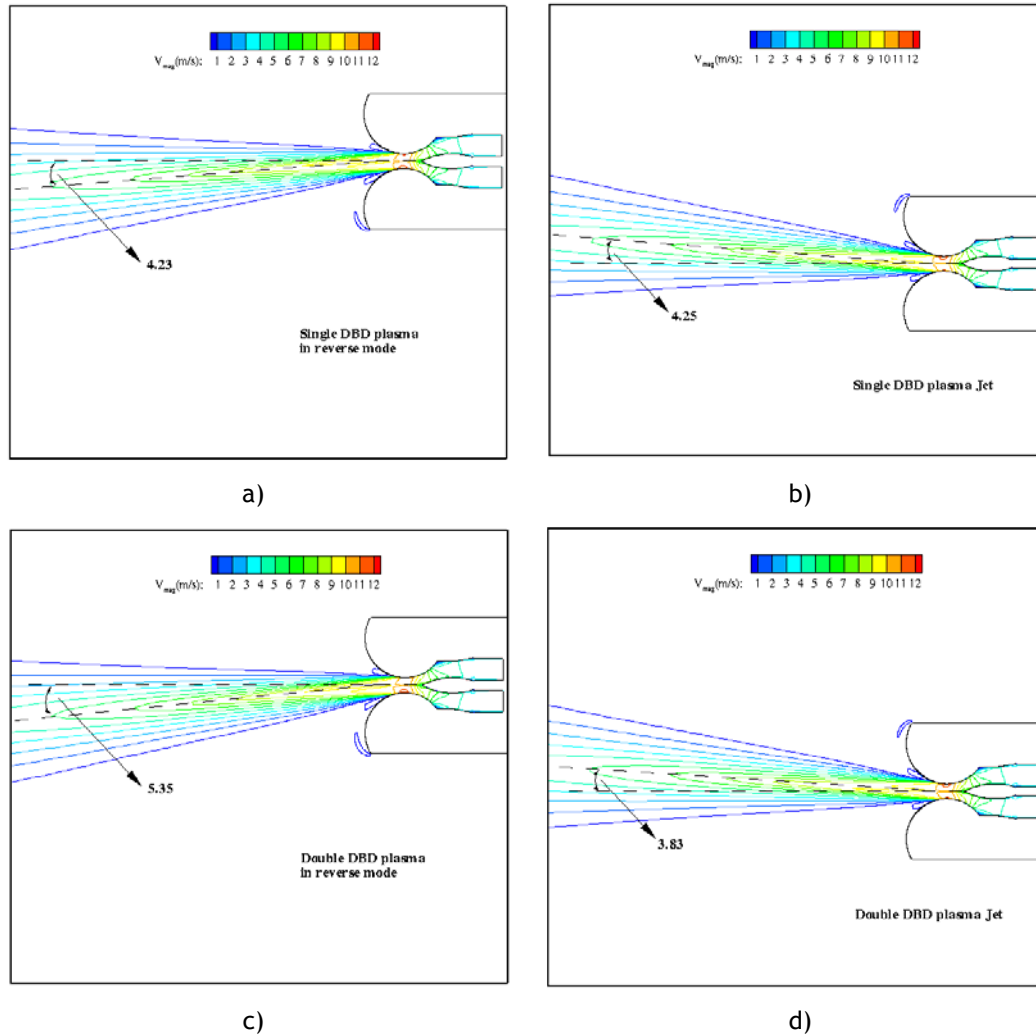 V_mag(m/s): 1 2 3 4 5 6 7 8 9 10 11 12
4.23
Single DBD plasma
in reverse mode
a)
V_mag(m/s): 1 2 3 4 5 6 7 8 9 10 11 12
4.25
Single DBD plasma Jet
b)
V_mag(m/s): 1 2 3 4 5 6 7 8 9 10 11 12
5.35
Double DBD plasma
in reverse mode
c)
V_mag(m/s): 1 2 3 4 5 6 7 8 9 10 11 12
3.83
Double DBD plasma Jet
d)